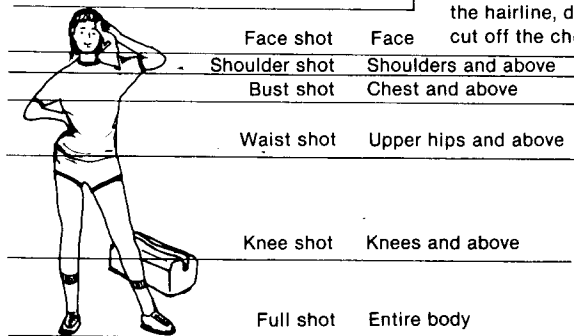 the hairline, d
Face shot Face cut off the ch
Shoulder shot Shoulders and above
Bust shot Chest and above
Waist shot Upper hips and above
Knee shot Knees and above
Full shot Entire body